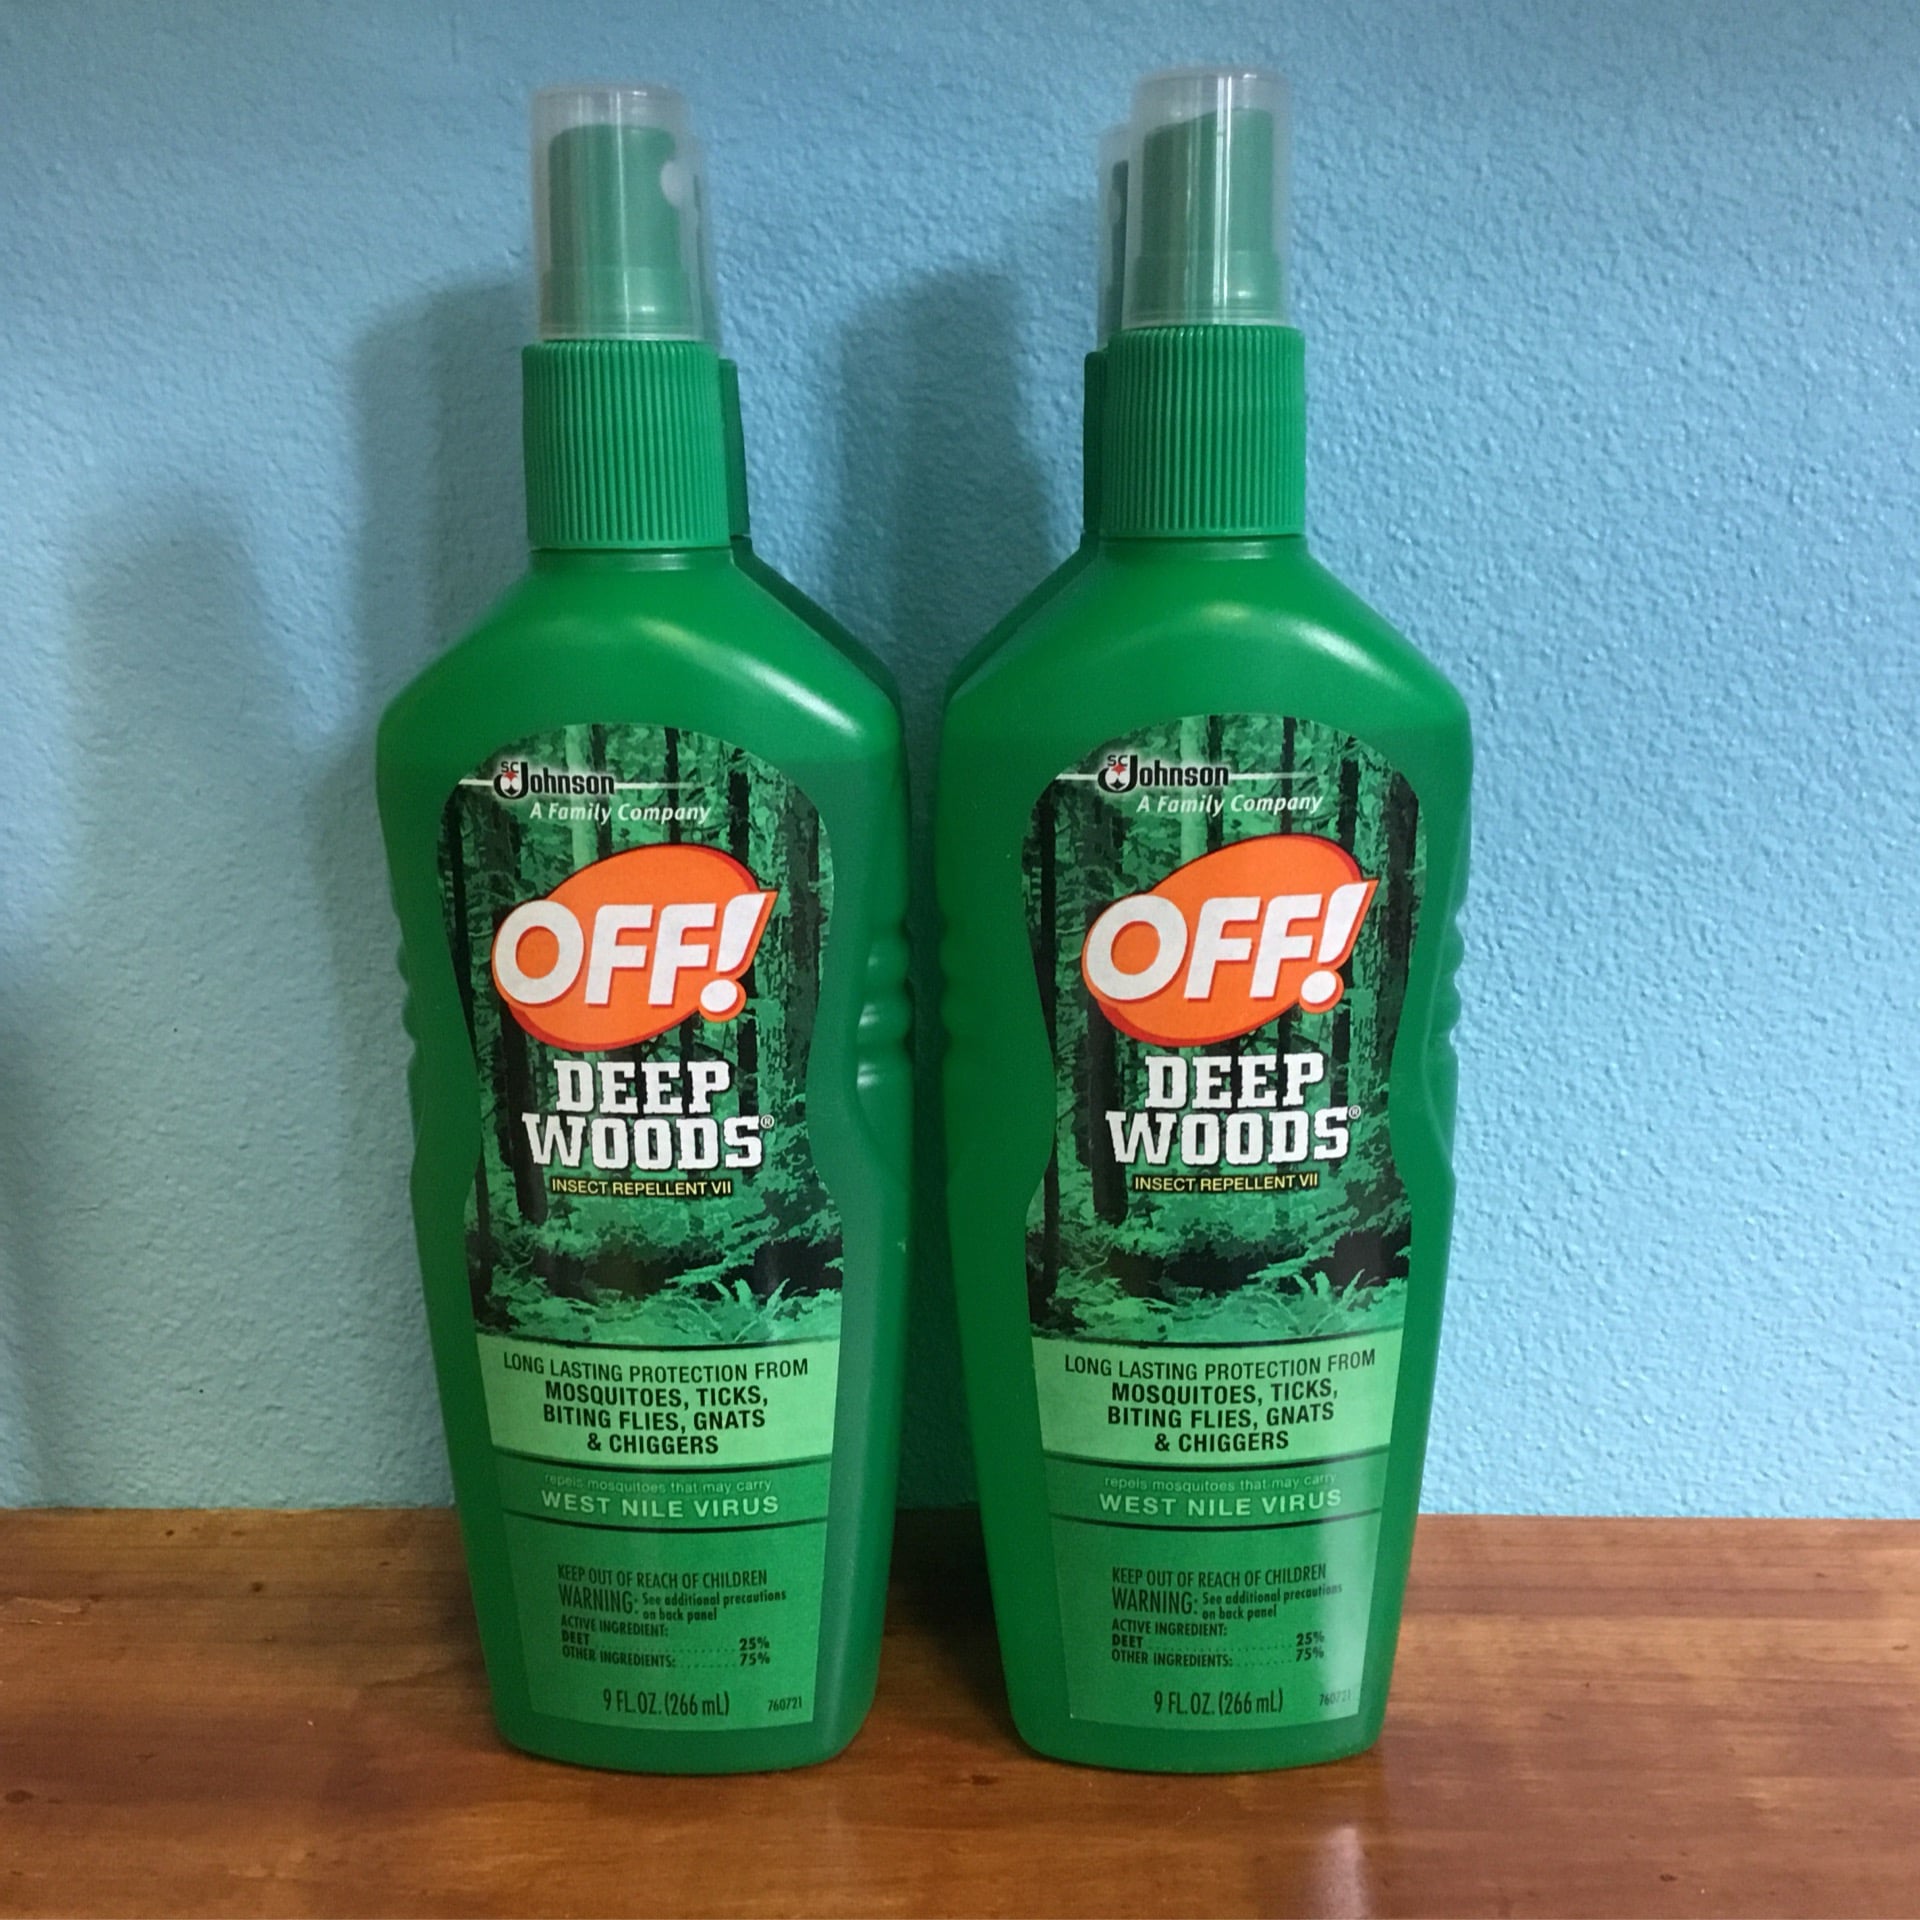 SC Johnson
A Family Company
OFF!
DEEP
WOODS®
INSECT REPELLENT VII
LONG LASTING PROTECTION FROM
MOSQUITOES, TICKS,
BITING FLIES, GNATS
& CHIGGERS
repels mosquitoes that may carry
WEST NILE VIRUS
KEEP OUT OF REACH OF CHILDREN
WARNING: See additional precautions
on back panel
ACTIVE INGREDIENT:
DEET 25%
OTHER INGREDIENTS: 75%
9 FL. OZ. (266 mL) 760721
SC Johnson
A Family Company
OFF!
DEEP
WOODS®
INSECT REPELLENT VII
LONG LASTING PROTECTION FROM
MOSQUITOES, TICKS,
BITING FLIES, GNATS
& CHIGGERS
repels mosquitoes that may carry
WEST NILE VIRUS
KEEP OUT OF REACH OF CHILDREN
WARNING: See additional precautions
on back panel
ACTIVE INGREDIENT:
DEET 25%
OTHER INGREDIENTS: 75%
9 FL. OZ. (266 mL) 760721